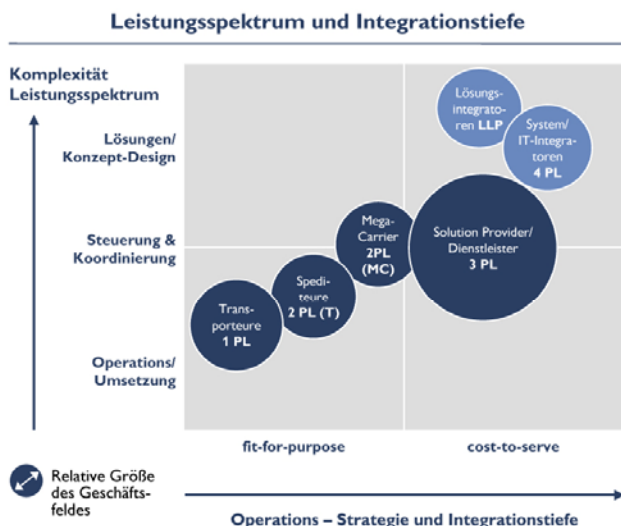 Leistungsspektrum und Integrationstiefe
Komplexität
Leistungsspektrum
Lösungen/
Konzept-Design
Steuerung &
Koordinierung
Operations/
Umsetzung
Lösungs-
integrato-
ren LLP
System/
IT-Integra-
toren
4 PL
Mega-
Carrier
2PL
(MC)
Solution Provider/
Dienstleister
3 PL
Spedi-
teure
2 PL (T)
Trans-
porteure
1 PL
fit-for-purpose
cost-to-serve
Relative Größe
des Geschäfts-
feldes
Operations – Strategie und Integrationstiefe